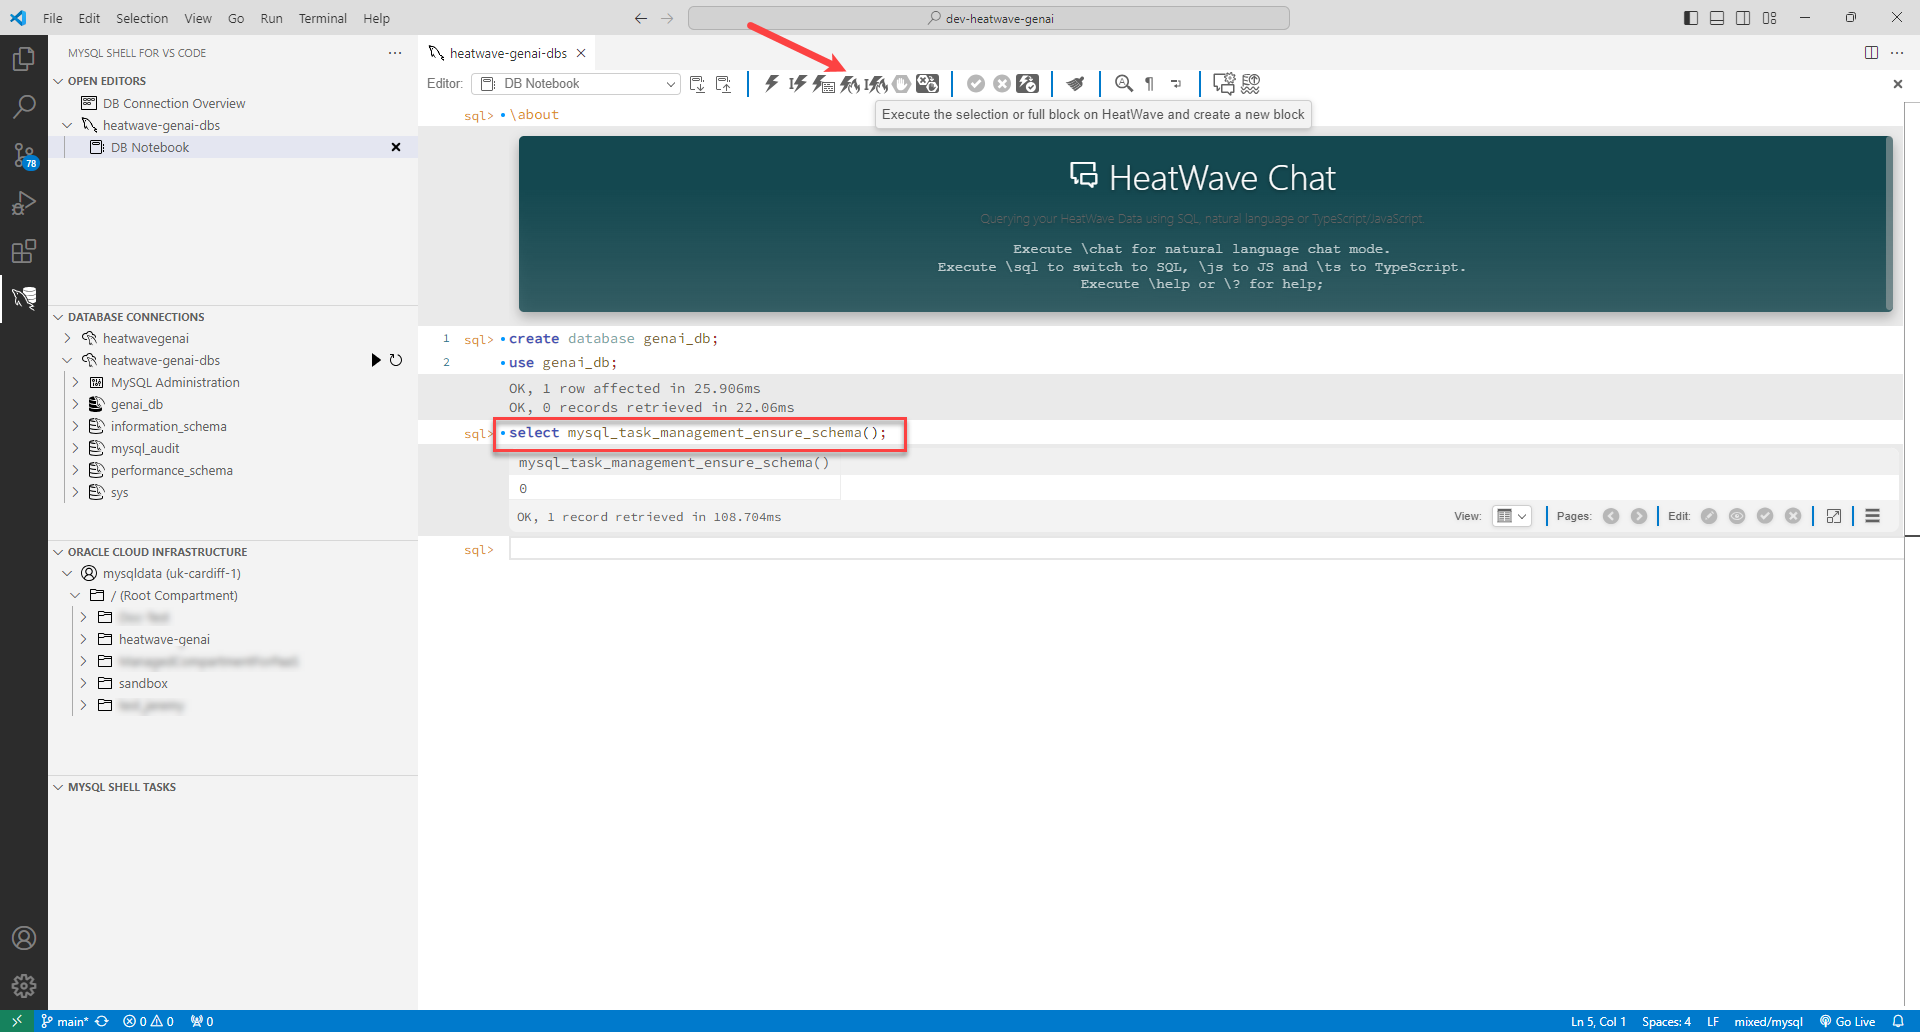 File Edit Selection View Go Run Terminal Help
dev-heatwave-genai
MYSQL SHELL FOR VS CODE
OPEN EDITORS
DB Connection Overview
heatwave-genai-dbs
DB Notebook
78
DATABASE CONNECTIONS
heatwavegenai
heatwave-genai-dbs
MySQL Administration
genai_db
information_schema
mysql_audit
performance_schema
sys
ORACLE CLOUD INFRASTRUCTURE
mysqldata (uk-cardiff-1)
/ (Root Compartment)
heatwave-genai
sandbox
MYSQL SHELL TASKS
heatwave-genai-dbs
Editor: DB Notebook
Execute the selection or full block on HeatWave and create a new block
sql> \about
HeatWave Chat
Querying your HeatWave Data using SQL, natural language or TypeScript/JavaScript.
Execute \chat for natural language chat mode.
Execute \sql to switch to SQL, \js to JS and \ts to TypeScript.
Execute \help or \? for help;
1 sql> create database genai_db;
2 use genai_db;
OK, 1 row affected in 25.906ms
OK, 0 records retrieved in 22.06ms
sql> select mysql_task_management_ensure_schema();
mysql_task_management_ensure_schema()
0
OK, 1 record retrieved in 108.704ms
View: Pages: Edit:
sql>
main* 0 0 0
Ln 5, Col 1 Spaces: 4 LF mixed/mysql Go Live